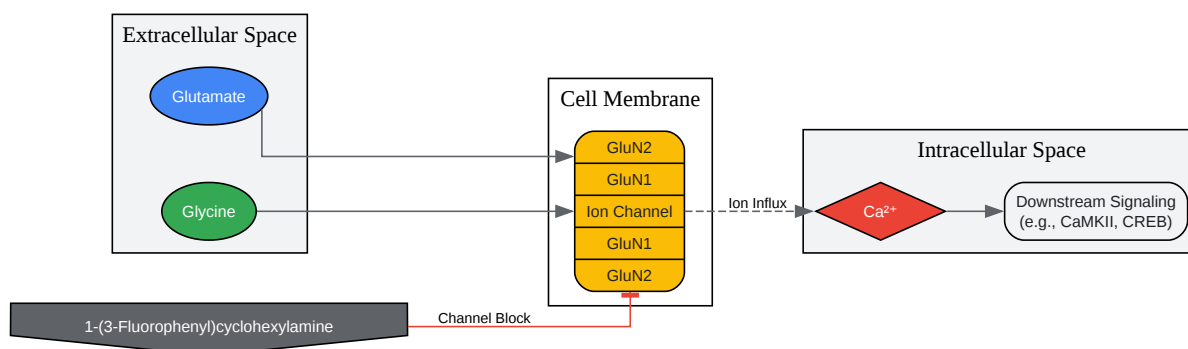 Extracellular Space
Glutamate
Glycine
Cell Membrane
GluN2
GluN1
Ion Channel
GluN1
GluN2
Ion Influx
Intracellular Space
Ca²⁺
Downstream Signaling
(e.g., CaMKII, CREB)
1-(3-Fluorophenyl)cyclohexylamine
Channel Block